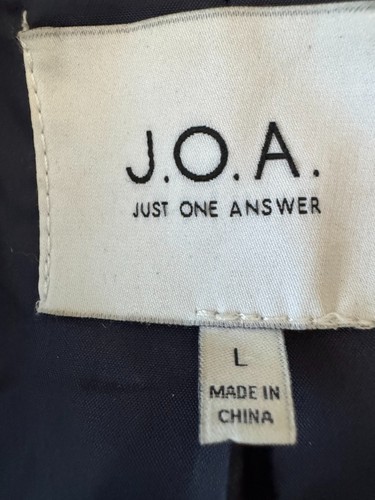 J.O.A.
JUST ONE ANSWER
L
MADE IN
CHINA